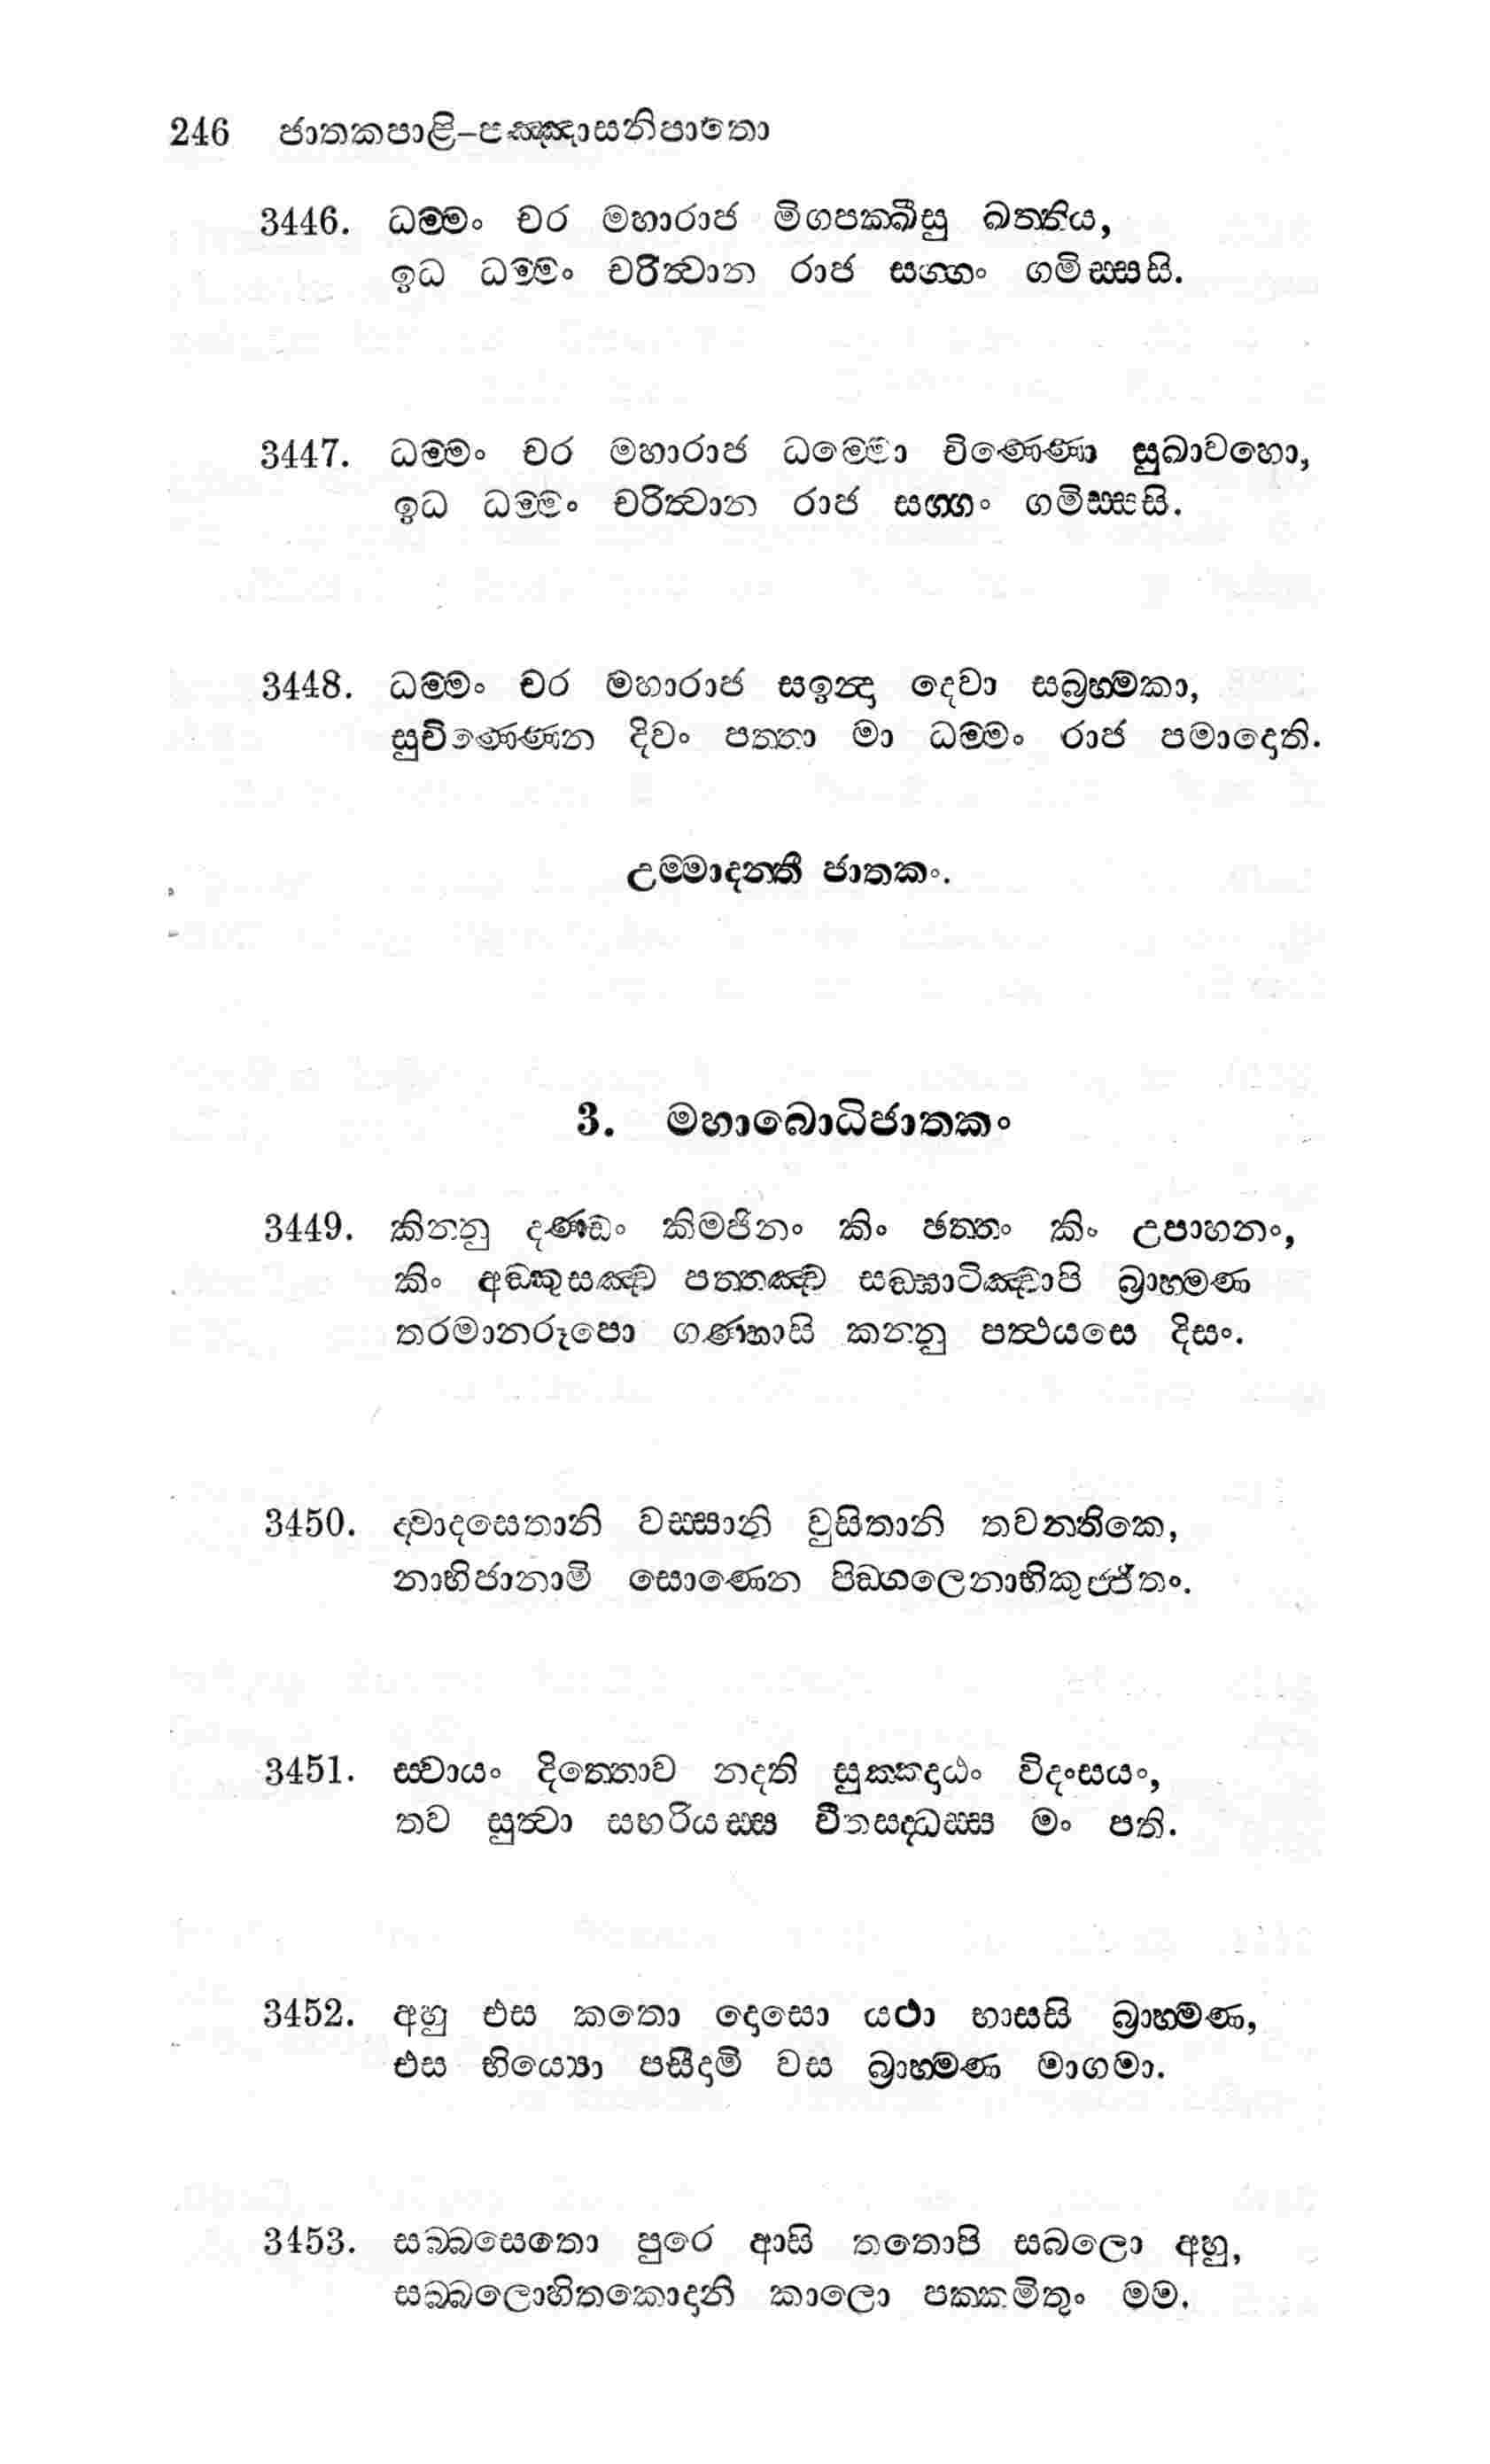 246 ජාතකපාළි-පඤ්ඤාසනිපාතො
3446. ධම්මං චර මහාරාජ මිගපක්ඛීසු ඛත්තිය,
ඉධ ධම්මං චරිත්වාන රාජ සග්ගං ගමිස්සසි.
3447. ධම්මං චර මහාරාජ ධම්මො චිණ්ණො සුඛාවහො,
ඉධ ධම්මං චරිත්වාන රාජ සග්ගං ගමිස්සසි.
3448. ධම්මං චර මහාරාජ සඉන්දා දෙවා සබ්‍රහ්මකා,
සුචිණ්ණෙන දිවං පත්තා මා ධම්මං රාජ පමාදොති.
උම්මාදන්තී ජාතකං.
3. මහාබොධිජාතකං
3449. කින්නු දණ්ඩං කිමජිනං කිං ඡත්තං කිං උපාහනං,
කිං අඞ්කුසඤ්ච පත්තඤ්ච සඞ්ඝාටිඤ්චාපි බ්‍රාහ්මණ
තරමානරූපො ගණ්හාසි කන්නු පත්ථයසෙ දිසං.
3450. ද්වාදසෙතානි වස්සානි වුසිතානි තවන්තිකෙ,
නාභිජානාමි සොණෙන පිඞ්ගලෙනාභිකුජ්ජිතං.
3451. ස්වායං දිත්තොව නදති සුක්කදාඨං විදංසයං,
තව සුත්වා සභරියස්ස වීතසද්ධස්ස මං පති.
3452. අහු එස කතො දොසො යථා භාසසි බ්‍රාහ්මණ,
එස භිය්‍යො පසීදාමි වස බ්‍රාහ්මණ මාගමා.
3453. සබ්බසෙතො පුරෙ ආසි තතොපි සබලො අහු,
සබ්බලොහිතකොදානි කාලො පක්කමිතුං මම.